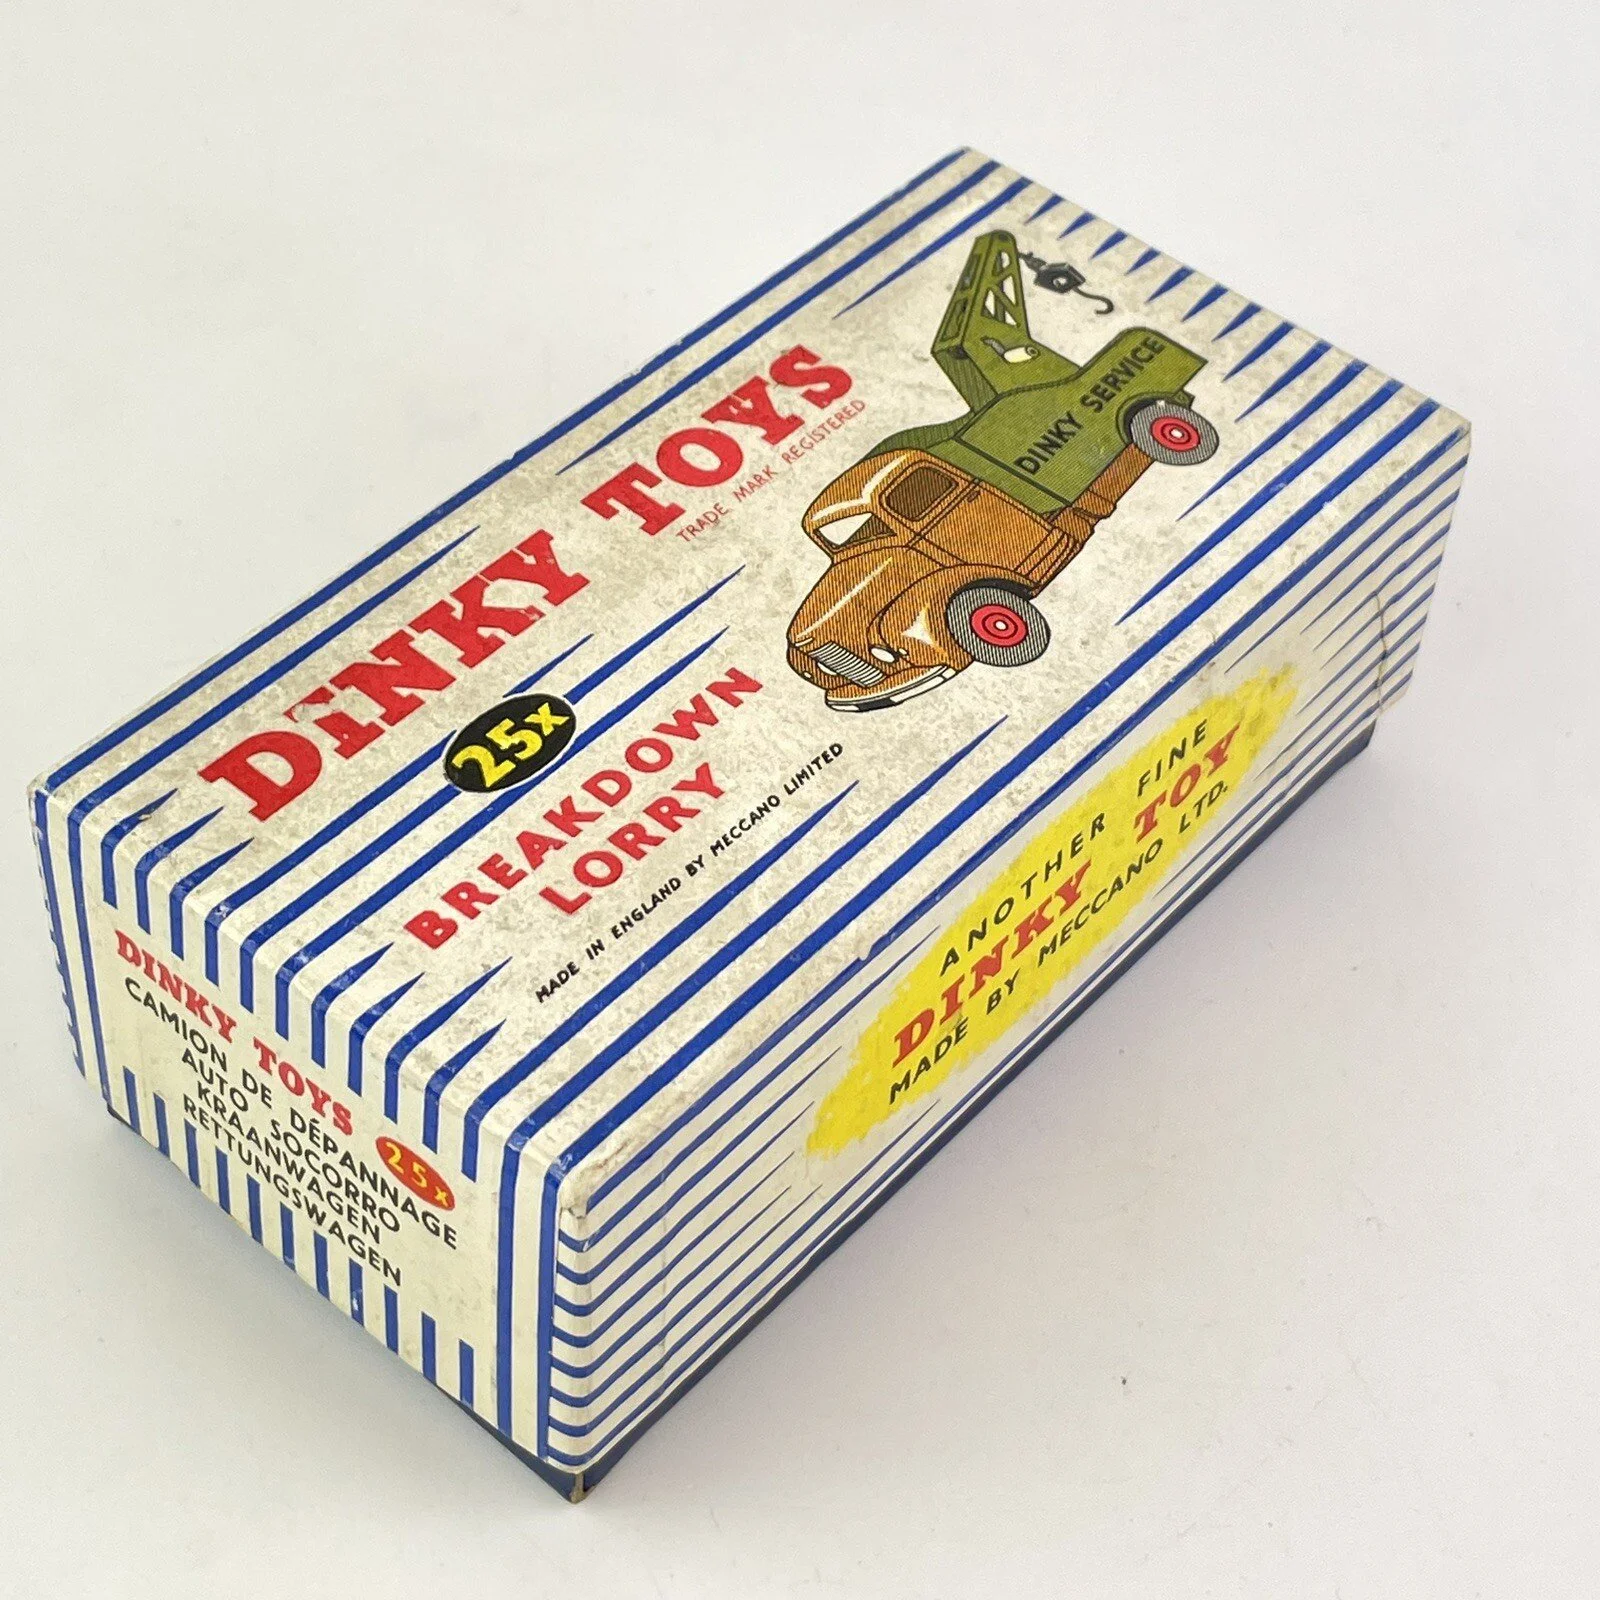 DINKY TOYS
TRADE MARK REGISTERED
25x
BREAKDOWN
LORRY
MADE IN ENGLAND BY MECCANO LIMITED
DINKY SERVICE
ANOTHER FINE
DINKY TOY
MADE BY MECCANO LTD.
DINKY TOYS 25x
CAMION DE DÉPANNAGE
AUTO SOCORRO
KRAANWAGEN
RETTUNGSWAGEN